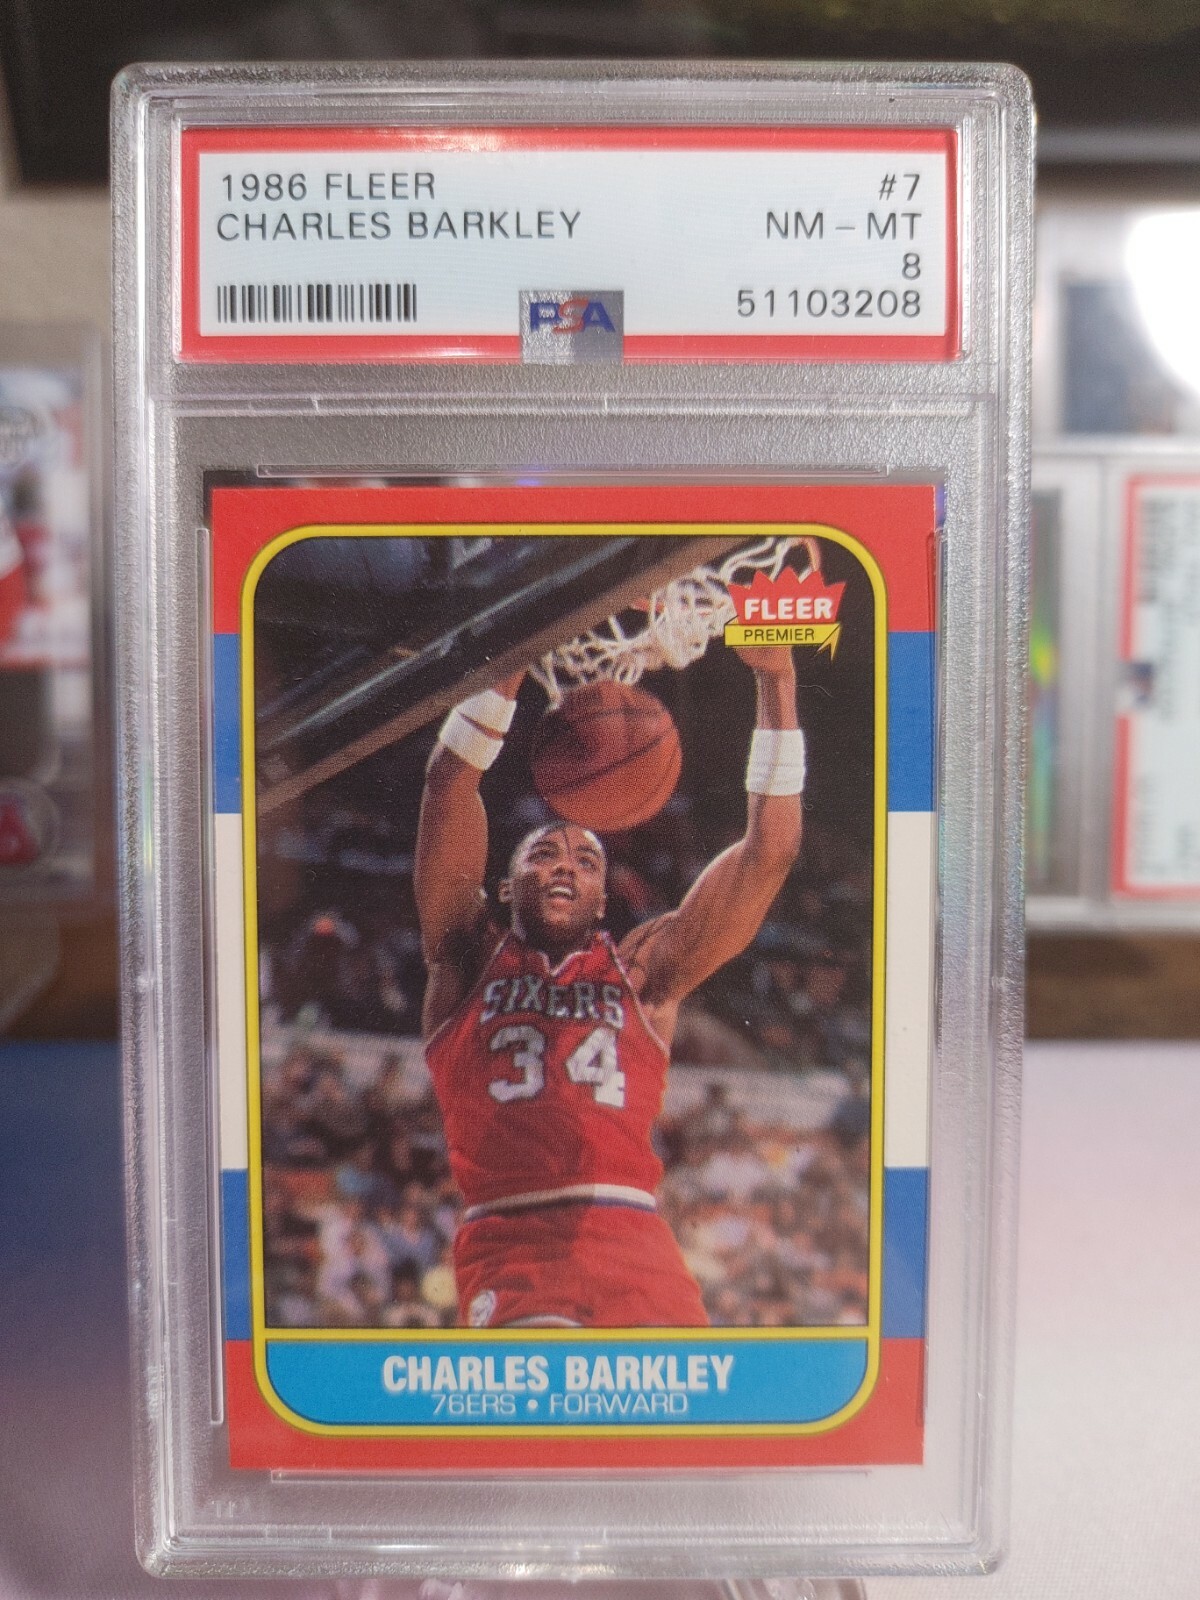 1986 FLEER #7
CHARLES BARKLEY NM - MT
8
51103208
PSA
FLEER
PREMIER
SIXERS
34
CHARLES BARKLEY
76ERS • FORWARD